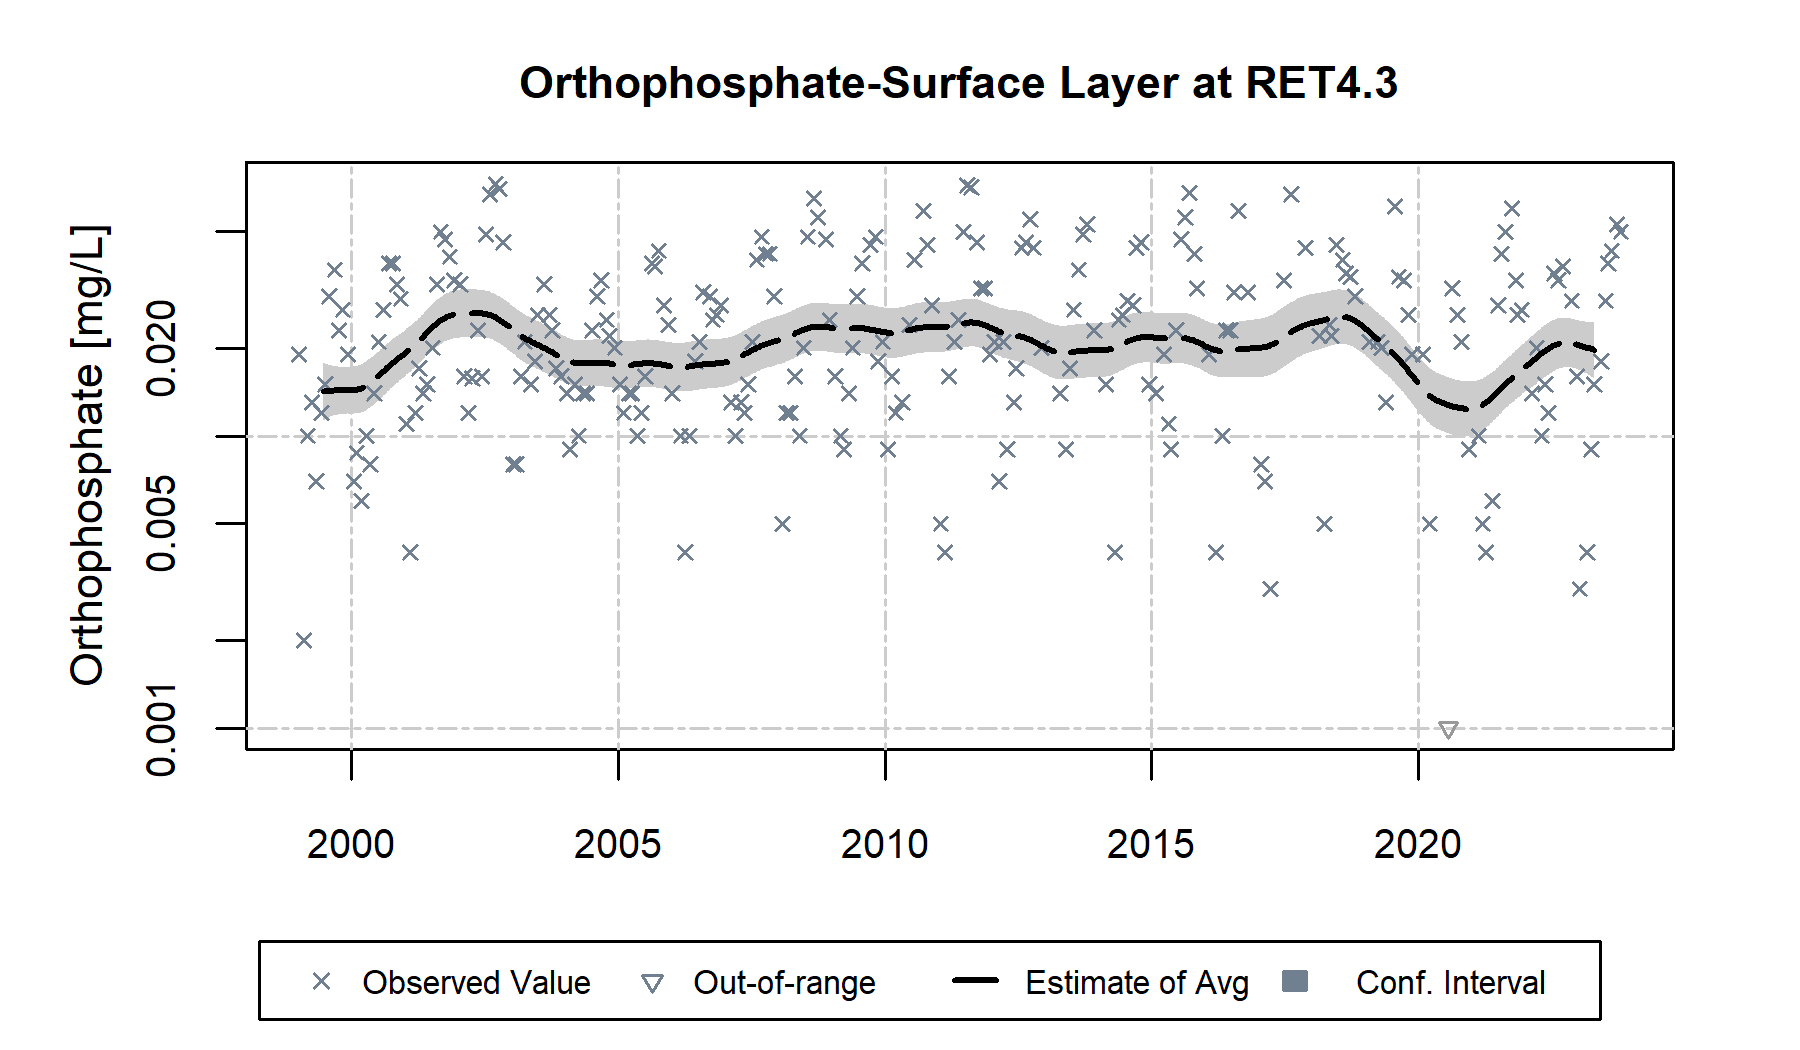 Orthophosphate-Surface Layer at RET4.3
Orthophosphate [mg/L]
0.020
0.005
0.001
2000 2005 2010 2015 2020
Observed Value Out-of-range Estimate of Avg Conf. Interval